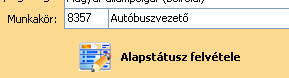 Munkakör: 8357 Autóbuszvezető
Alapstátusz felvétele